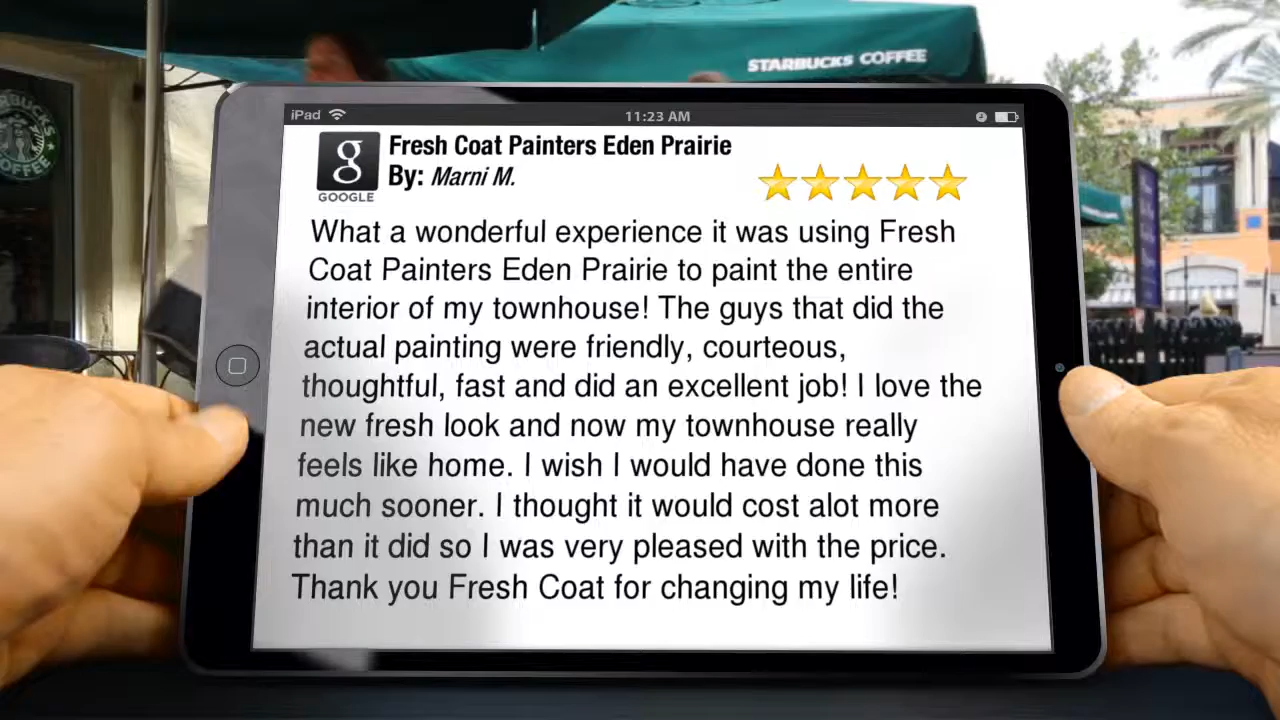 STARBUCKS COFFEE
iPad
11:23 AM
Fresh Coat Painters Eden Prairie
By: Marni M.
g
GOOGLE
What a wonderful experience it was using Fresh
Coat Painters Eden Prairie to paint the entire
interior of my townhouse! The guys that did the
actual painting were friendly, courteous,
thoughtful, fast and did an excellent job! I love the
new fresh look and now my townhouse really
feels like home. I wish I would have done this
much sooner. I thought it would cost alot more
than it did so I was very pleased with the price.
Thank you Fresh Coat for changing my life!